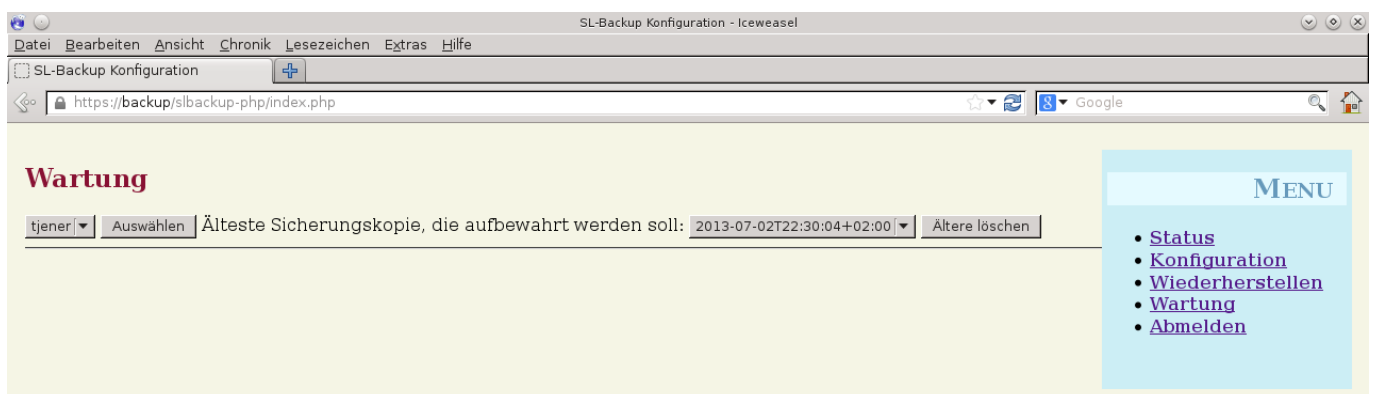 SL-Backup Konfiguration - Iceweasel
Datei Bearbeiten Ansicht Chronik Lesezeichen Extras Hilfe
SL-Backup Konfiguration
https://backup/slbackup-php/index.php
8 Google
Wartung
tjener Auswählen Älteste Sicherungskopie, die aufbewahrt werden soll: 2013-07-02T22:30:04+02:00 Ältere löschen
MENU
Status
Konfiguration
Wiederherstellen
Wartung
Abmelden